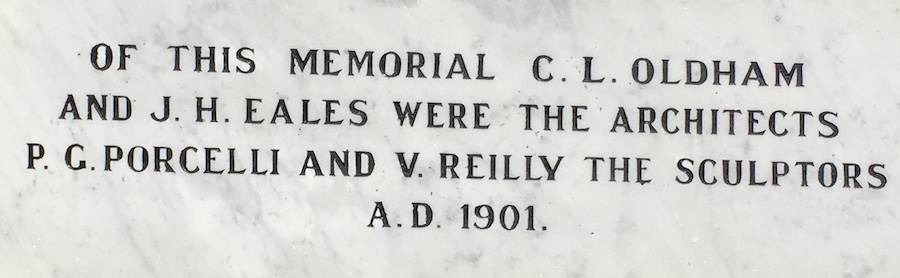 OF THIS MEMORIAL C. L. OLDHAM
AND J. H. EALES WERE THE ARCHITECTS
P. G. PORCELLI AND V. REILLY THE SCULPTORS
A. D. 1901.